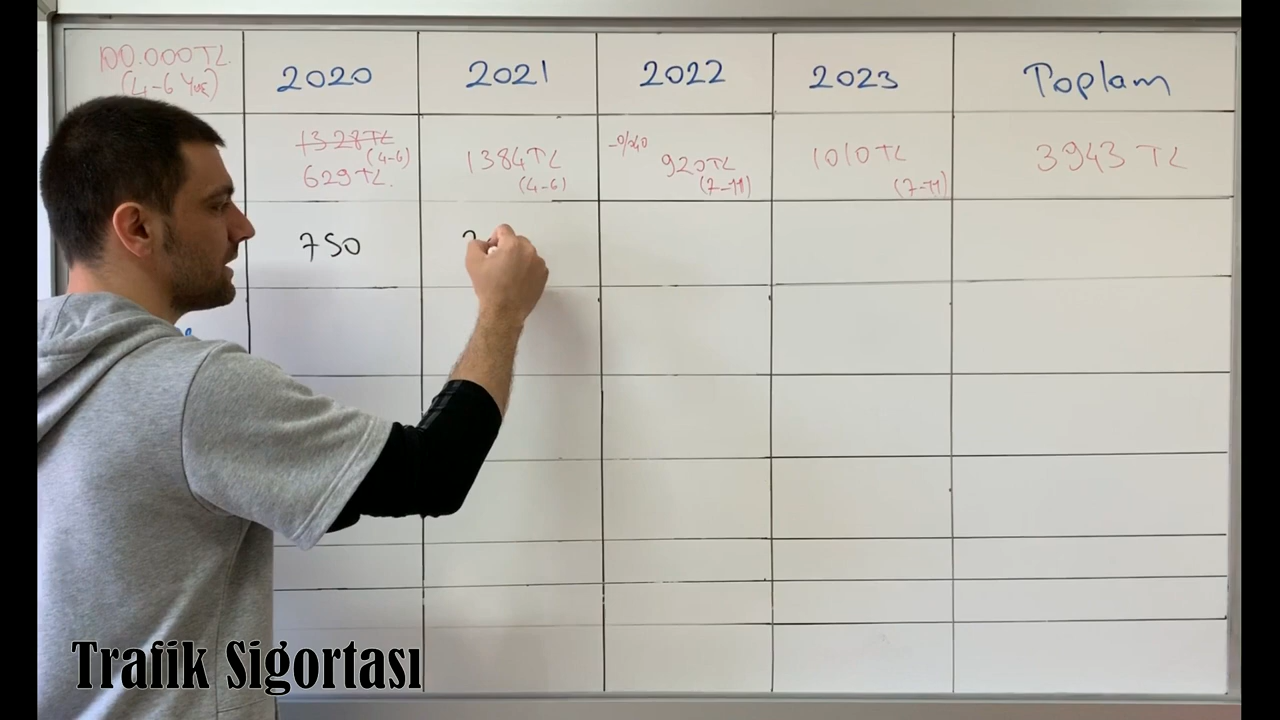 100.000TL.
(4-6 Yaş)
2020
2021
2022
2023
Toplam
1328TL
(4-6)
629TL.
1384TL
(4-6)
-%40
920TL
(7-11)
1010TL
(7-11)
3943 TL
750
Trafik Sigortası